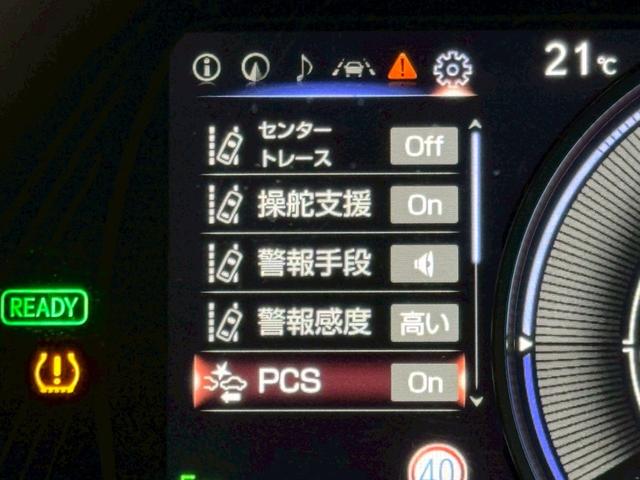 21℃
センター
トレース
Off
操舵支援 On
警報手段
警報感度 高い
PCS On
READY
40